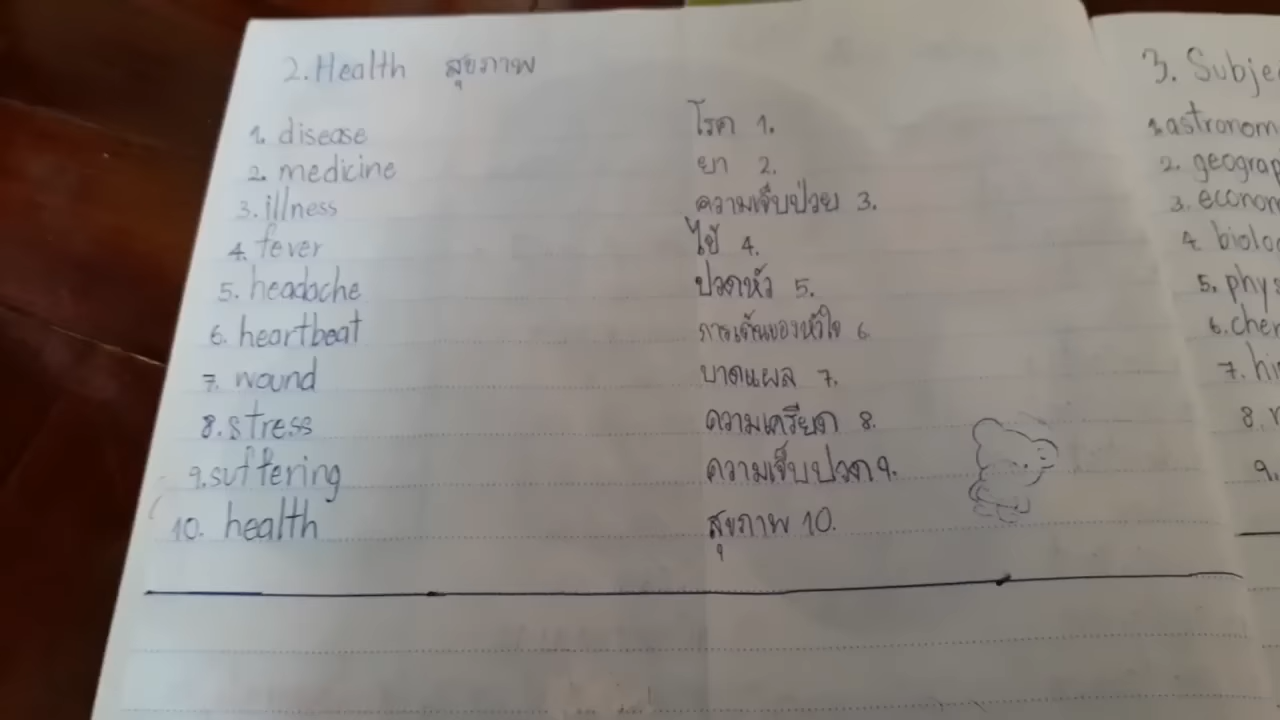 2. Health สุขภาพ
1. disease โรค 1.
2. medicine ยา 2.
3. illness ความเจ็บป่วย 3.
4. fever ไข้ 4.
5. headache ปวดหัว 5.
6. heartbeat การเต้นของหัวใจ 6.
7. wound บาดแผล 7.
8. stress ความเครียด 8.
9. suffering ความเจ็บปวด 9.
10. health สุขภาพ 10.
3. Subje
1. astronom
2. geograp
3. econom
4. biolo
5. phys
6. cher
7. hi
8.
9.